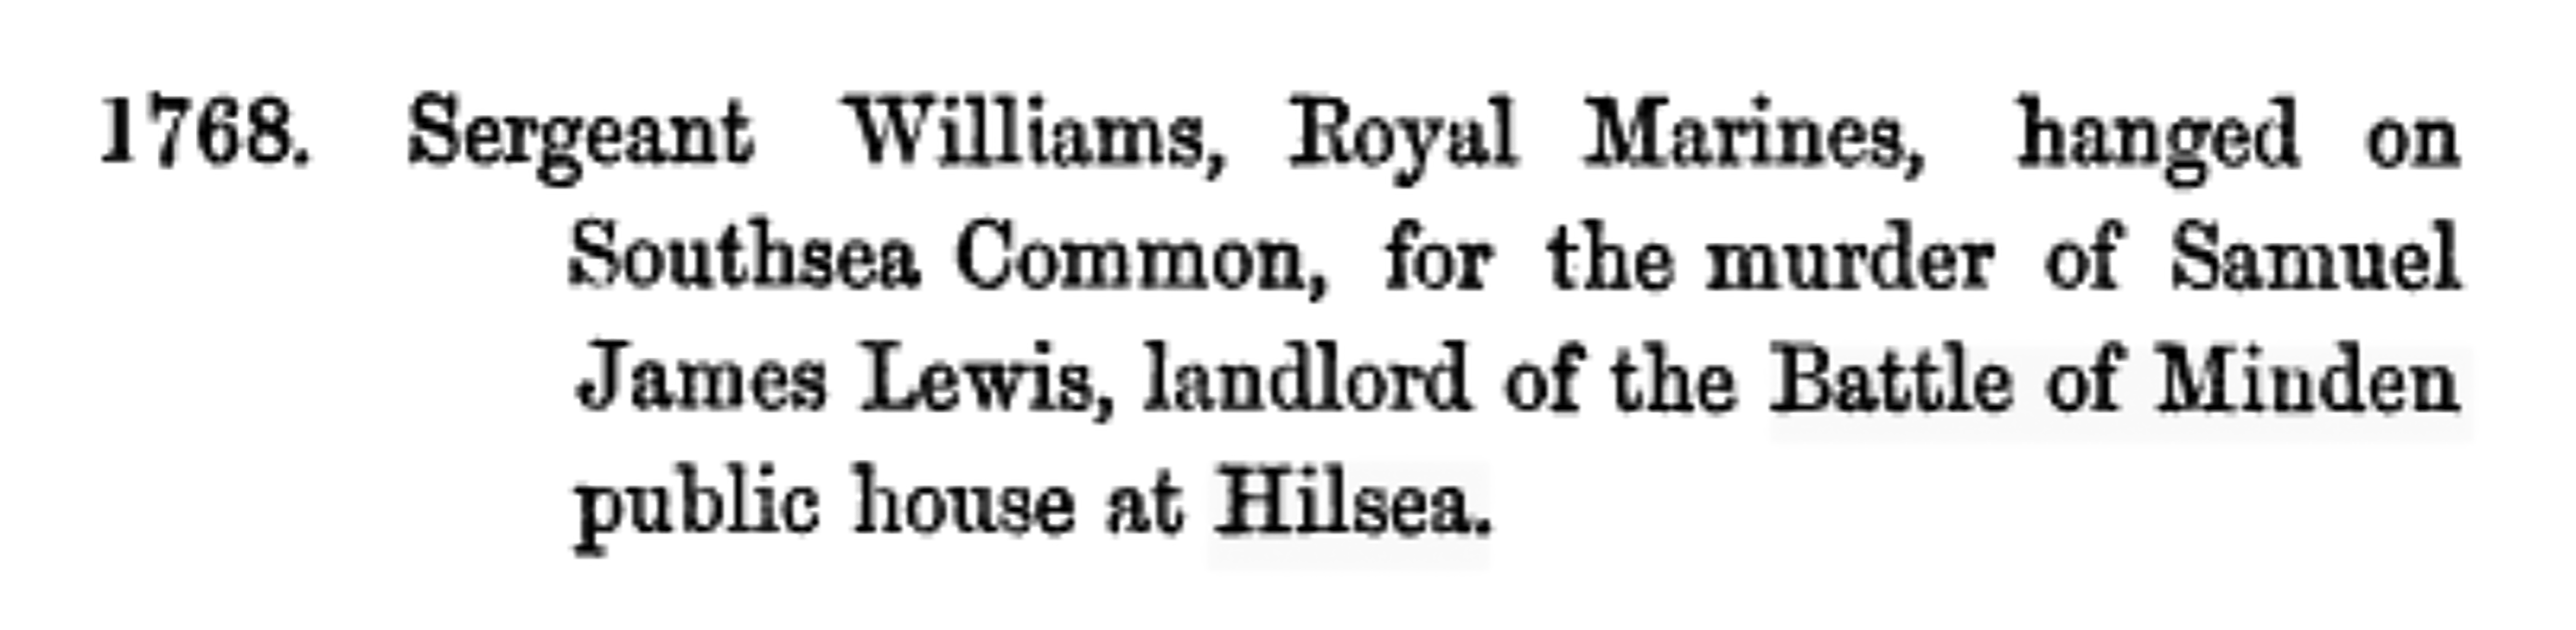 1768. Sergeant Williams, Royal Marines, hanged on
Southsea Common, for the murder of Samuel
James Lewis, landlord of the Battle of Minden
public house at Hilsea.